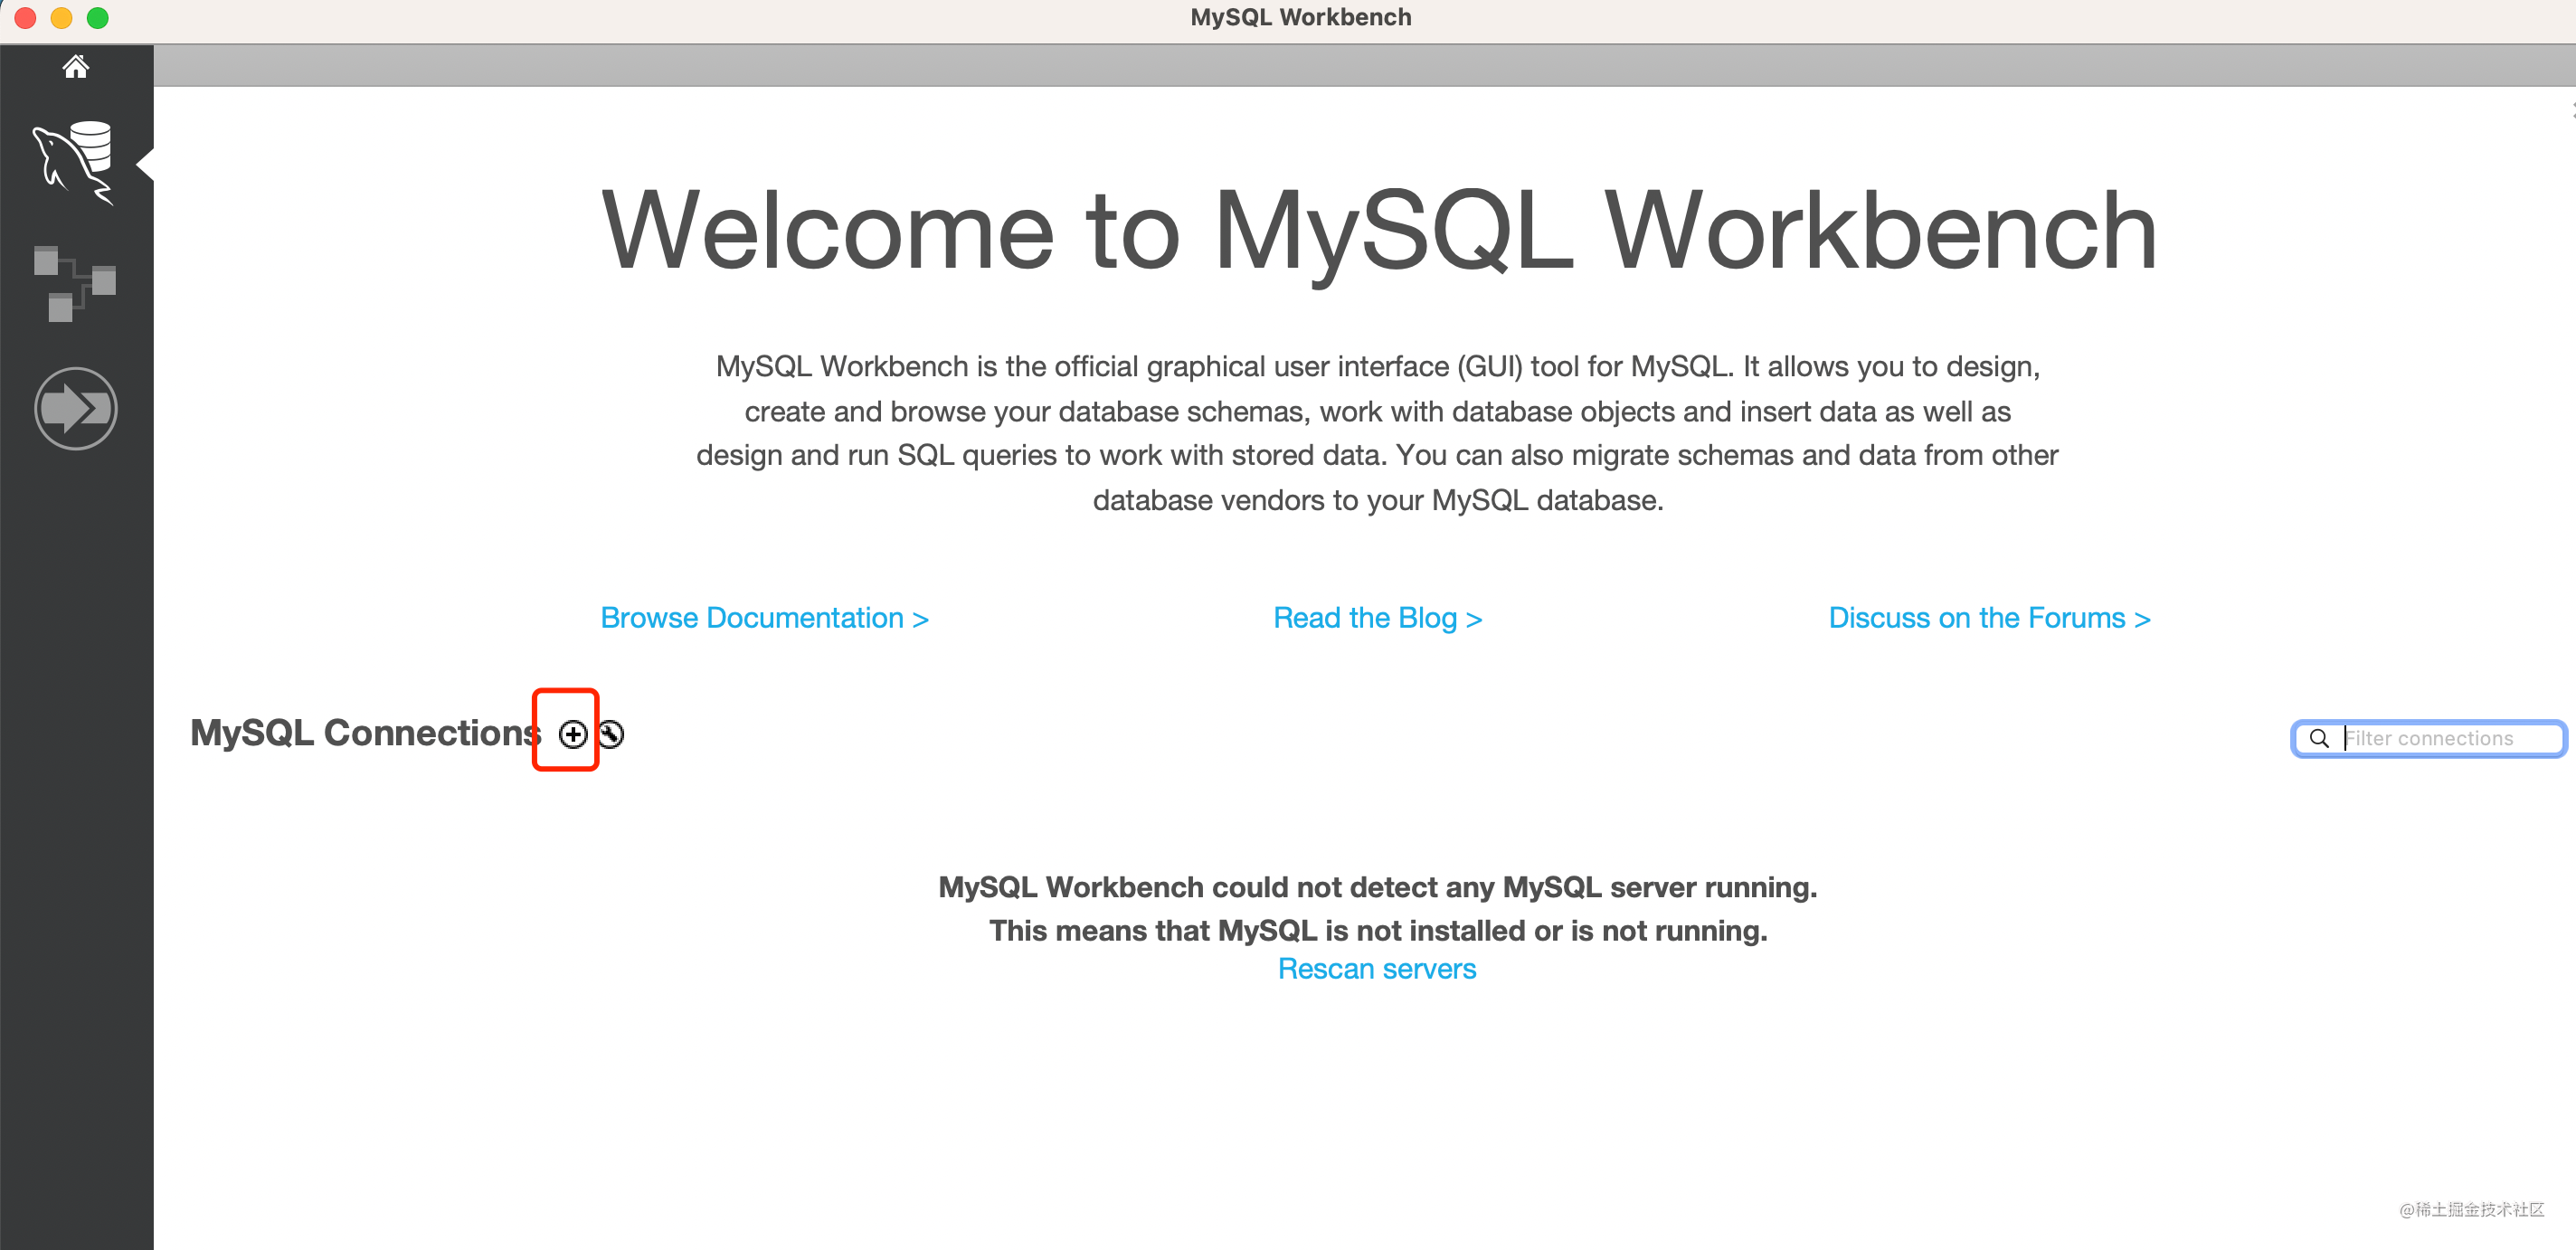 MySQL Workbench
Welcome to MySQL Workbench
MySQL Workbench is the official graphical user interface (GUI) tool for MySQL. It allows you to design,
create and browse your database schemas, work with database objects and insert data as well as
design and run SQL queries to work with stored data. You can also migrate schemas and data from other
database vendors to your MySQL database.
Browse Documentation >
Read the Blog >
Discuss on the Forums >
MySQL Connections
Filter connections
MySQL Workbench could not detect any MySQL server running.
This means that MySQL is not installed or is not running.
Rescan servers
@稀土掘金技术社区